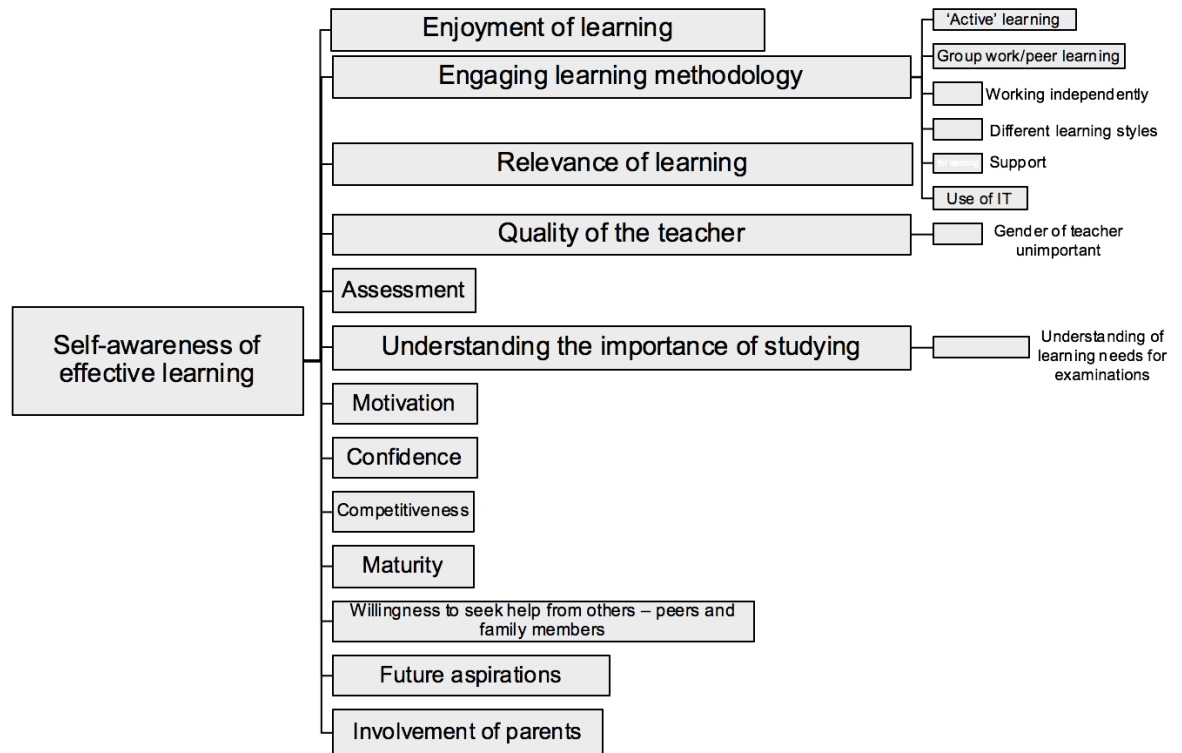 Enjoyment of learning
Engaging learning methodology
‘Active’ learning
Group work/peer learning
Working independently
Different learning styles
Support
Use of IT
Relevance of learning
Quality of the teacher
Gender of teacher
unimportant
Assessment
Self-awareness of
effective learning
Understanding the importance of studying
Understanding of
learning needs for
examinations
Motivation
Confidence
Competitiveness
Maturity
Willingness to seek help from others – peers and
family members
Future aspirations
Involvement of parents